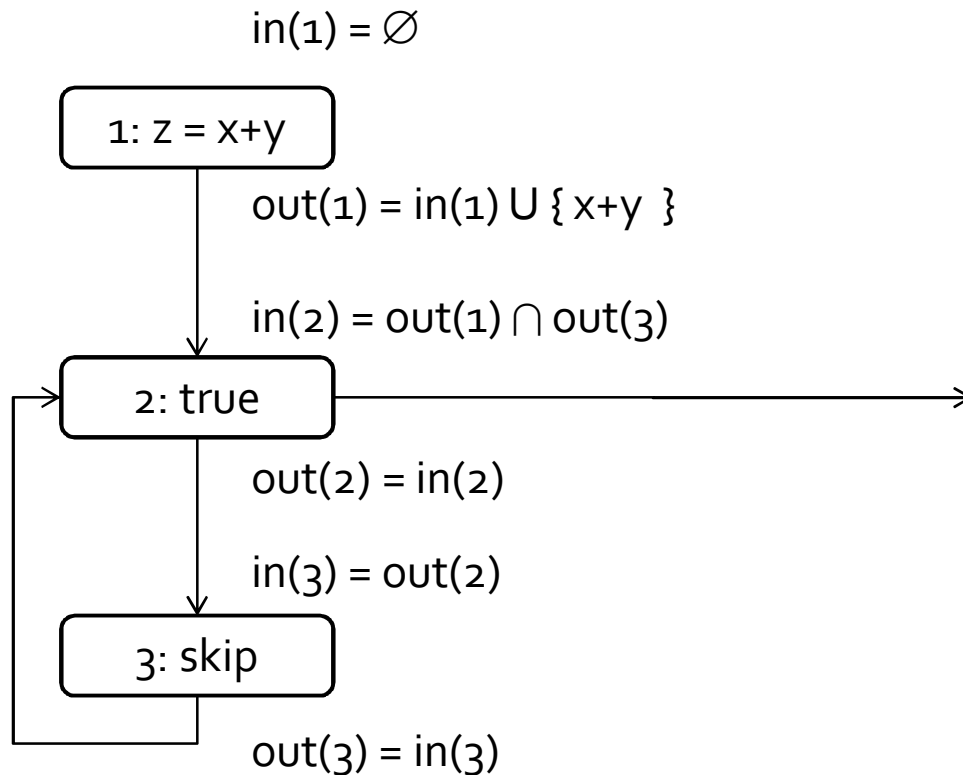 in(1) = ∅
1: z = x+y
out(1) = in(1) U { x+y }
in(2) = out(1) ∩ out(3)
2: true
out(2) = in(2)
in(3) = out(2)
3: skip
out(3) = in(3)